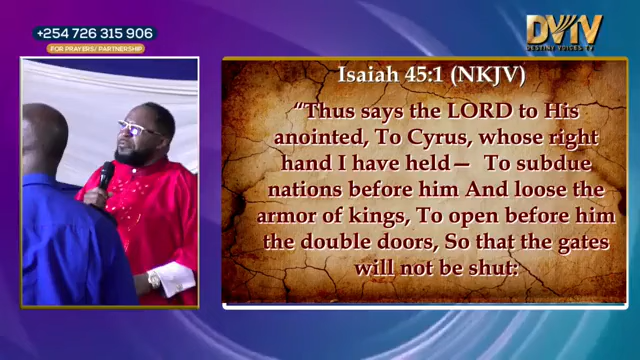 +254 726 315 906
FOR PRAYERS/ PARTNERSHIP
DVTV
DESTINY VOICES TV
Isaiah 45:1 (NKJV)
“Thus says the LORD to His
anointed, To Cyrus, whose right
hand I have held— To subdue
nations before him And loose the
armor of kings, To open before him
the double doors, So that the gates
will not be shut: